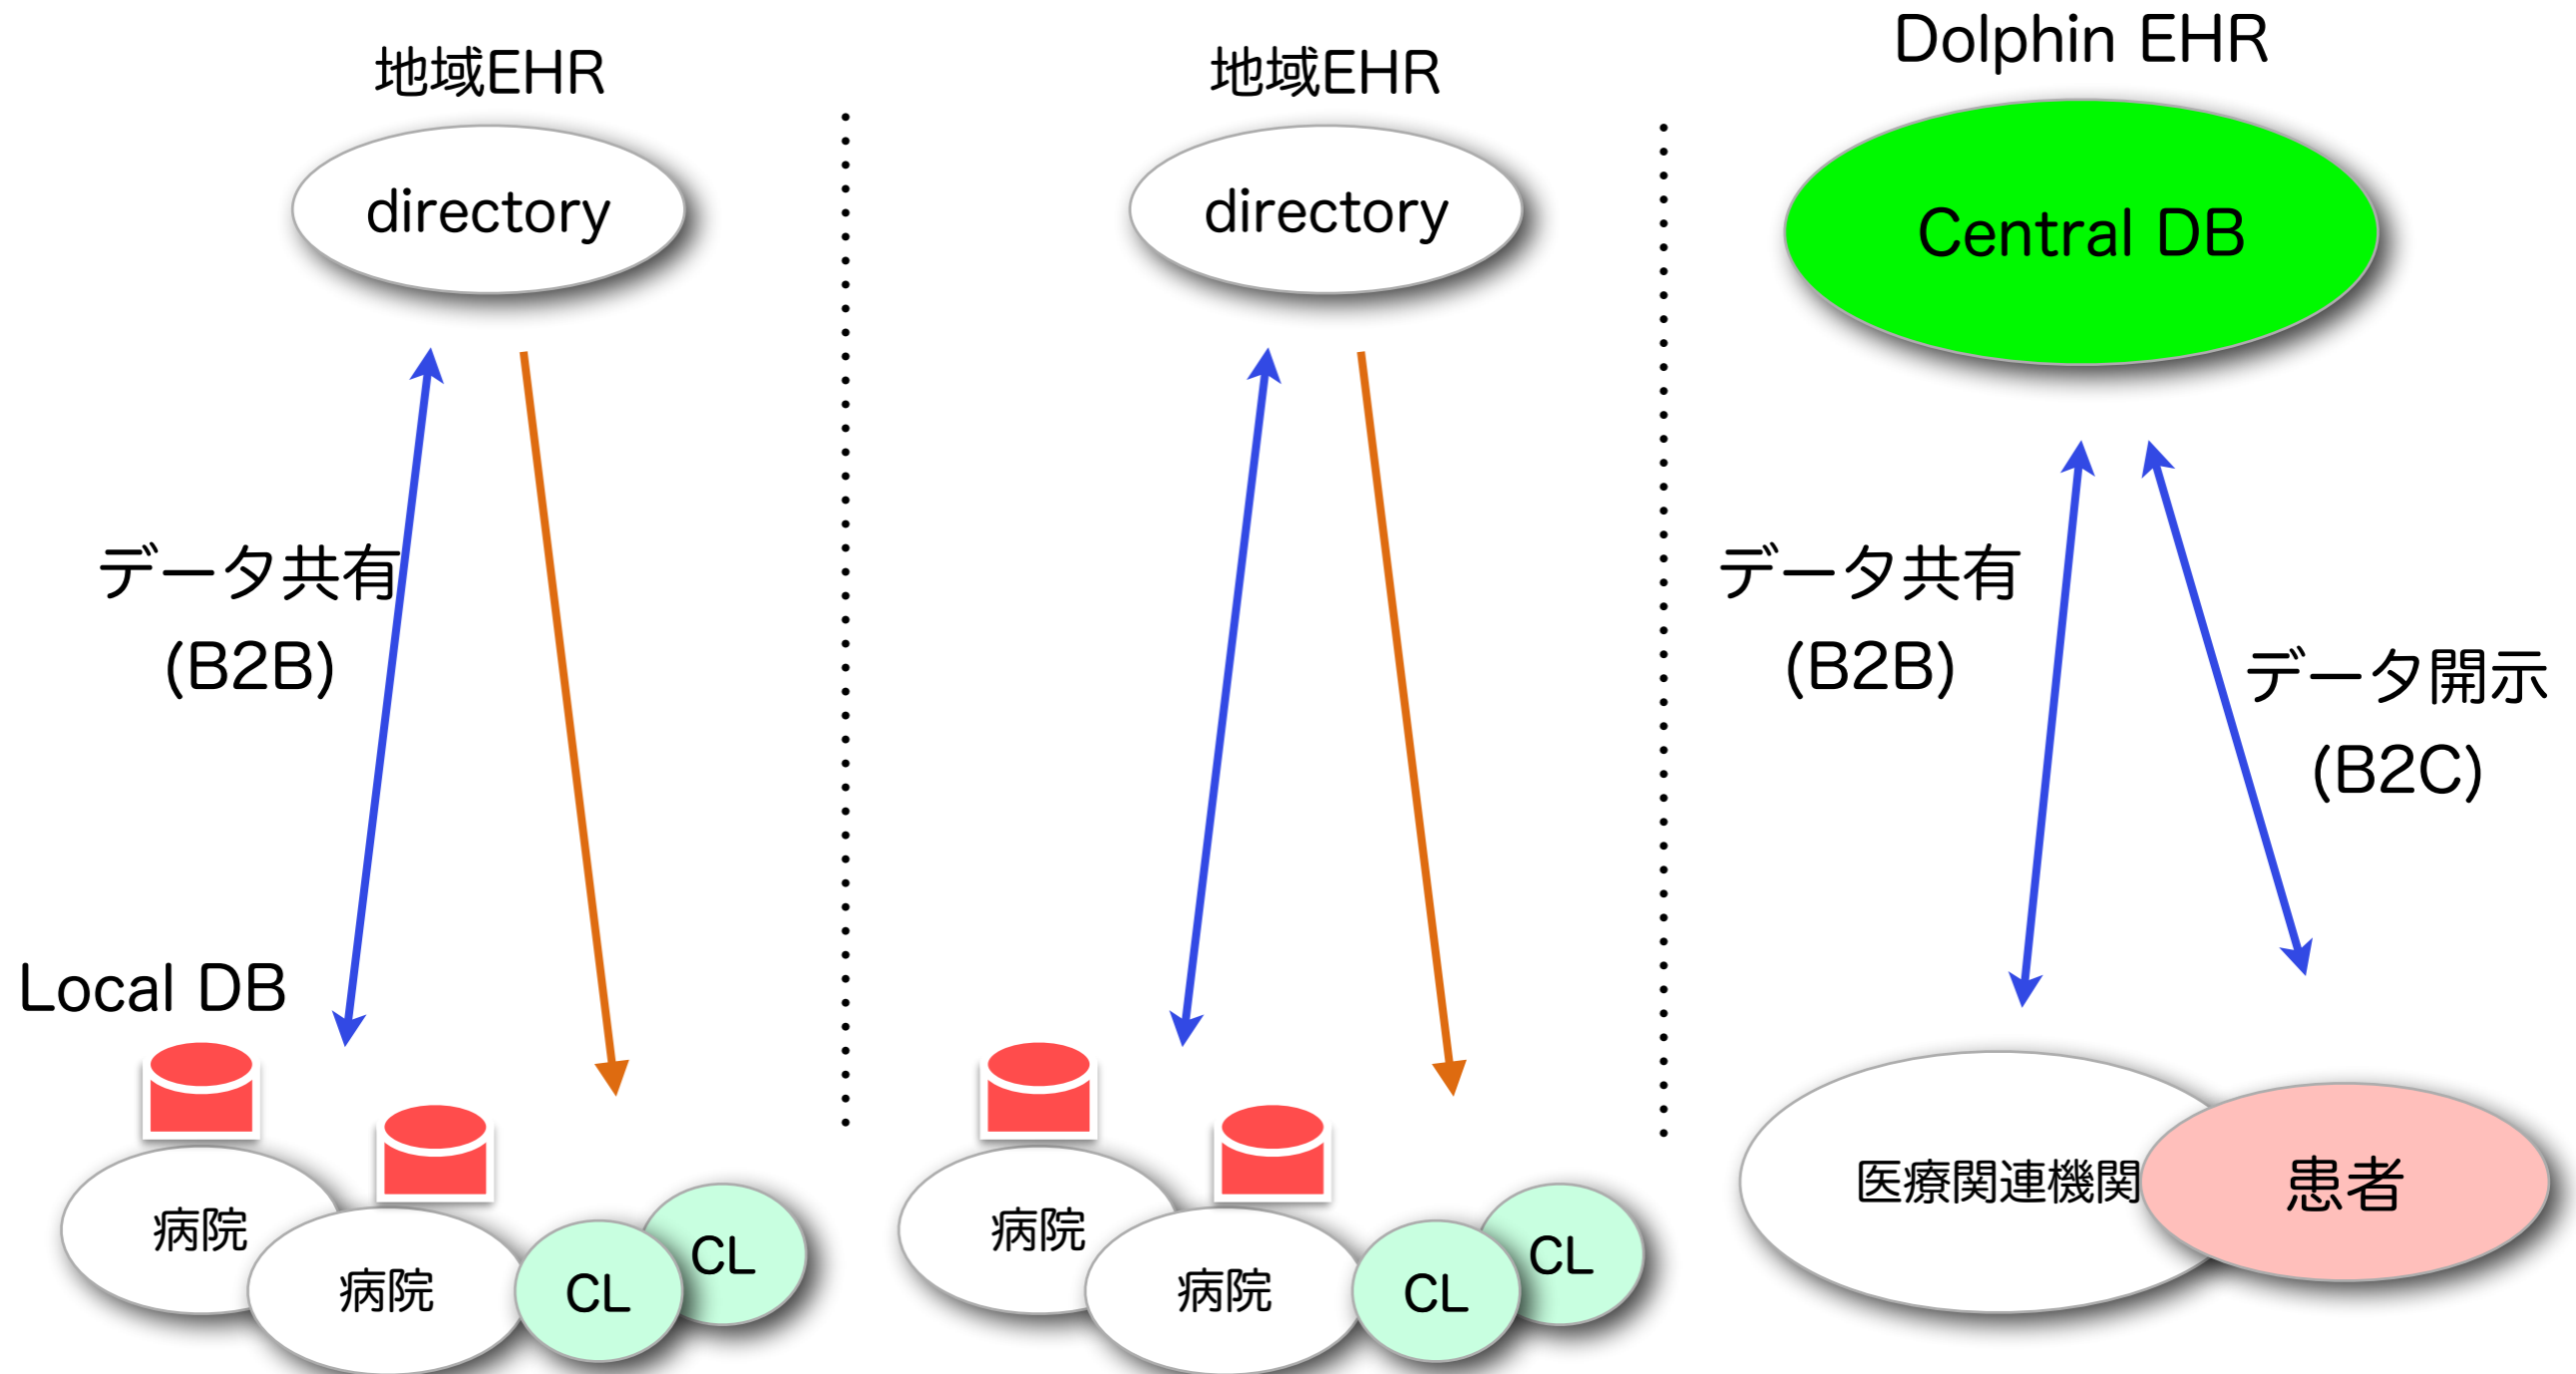 地域EHR
directory
データ共有
(B2B)
Local DB
病院
病院
CL
CL
地域EHR
directory
病院
病院
CL
CL
Dolphin EHR
Central DB
データ共有
(B2B)
データ開示
(B2C)
医療関連機関
患者